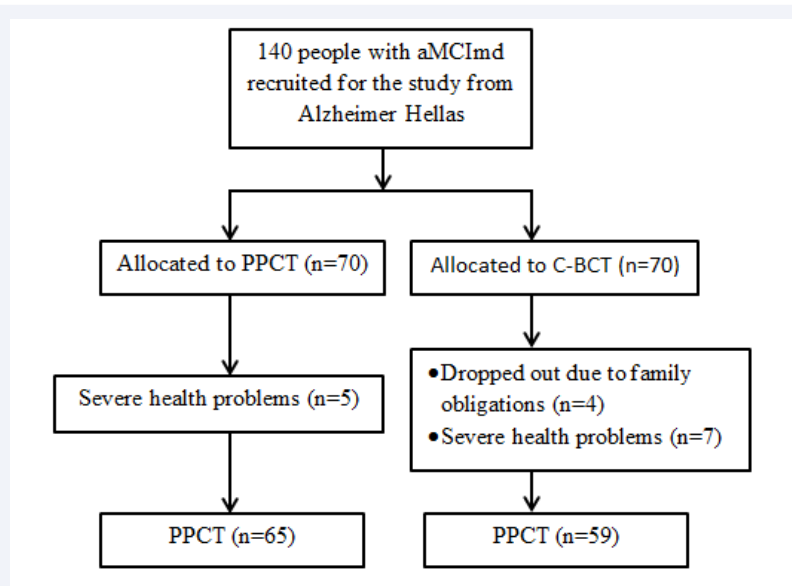 140 people with aMCImd
recruited for the study from
Alzheimer Hellas
Allocated to PPCT (n=70)
Allocated to C-BCT (n=70)
Severe health problems (n=5)
•Dropped out due to family
obligations (n=4)
•Severe health problems (n=7)
PPCT (n=65)
PPCT (n=59)